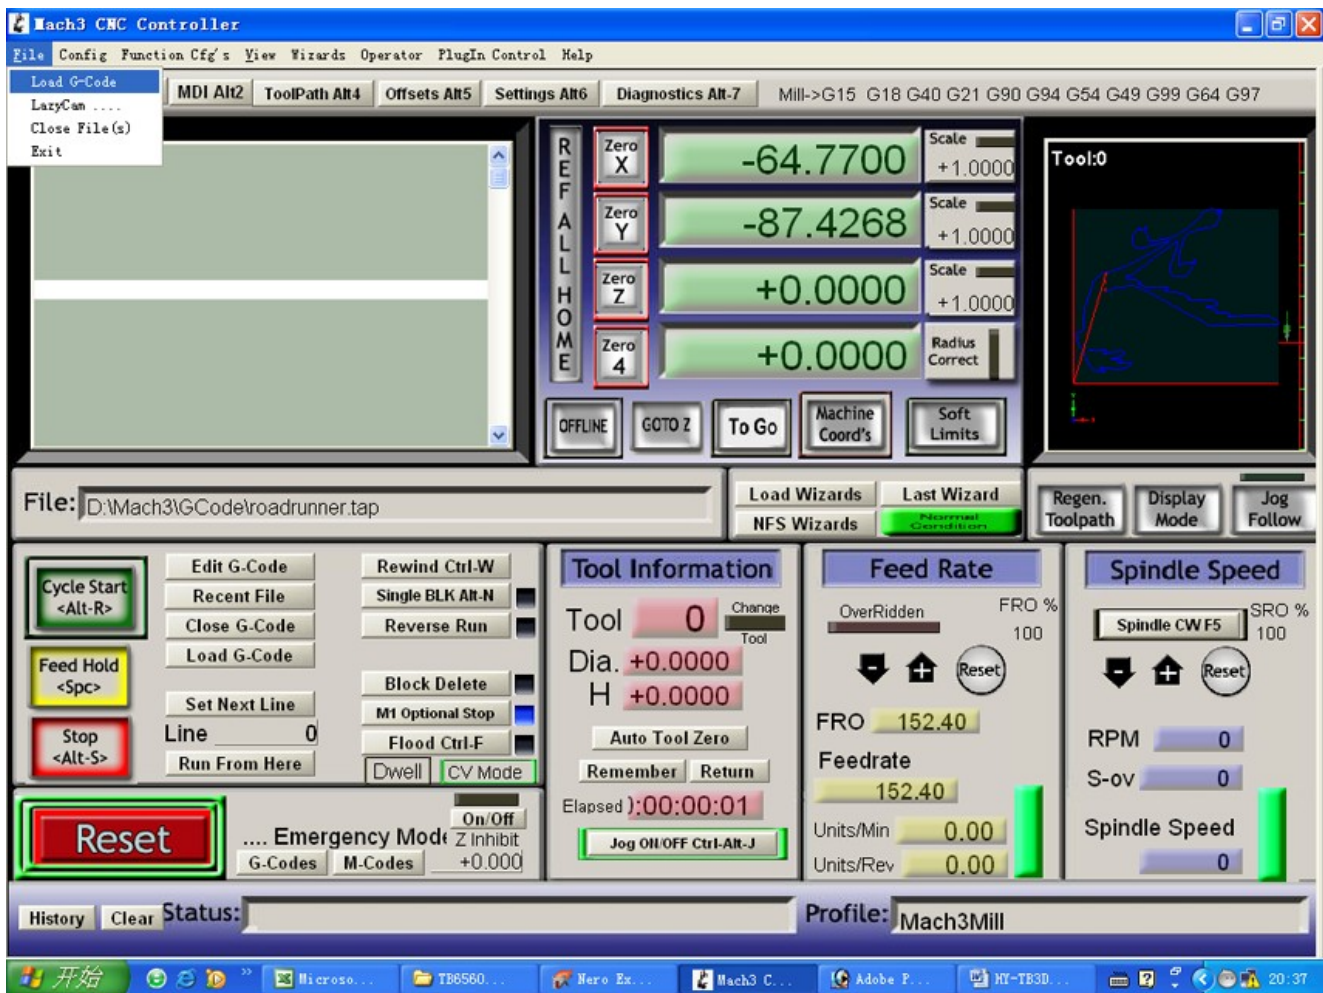 Mach3 CNC Controller
File Config Function Cfg's View Wizards Operator PlugIn Control Help
Load G-Code
LazyCam ....
Close File(s)
Exit
MDI Alt2 ToolPath Alt4 Offsets Alt5 Settings Alt6 Diagnostics Alt-7 Mill->G15 G18 G40 G21 G90 G94 G54 G49 G99 G64 G97
REF ALL HOME
Zero X -64.7700 Scale +1.0000
Zero Y -87.4268 Scale +1.0000
Zero Z +0.0000 Scale +1.0000
Zero 4 +0.0000 Radius Correct
OFFLINE GOTO Z To Go Machine Coord's Soft Limits
Tool:0
File: D:\Mach3\GCode\roadrunner.tap
Load Wizards Last Wizard
NFS Wizards Normal Condition
Regen. Toolpath Display Mode Jog Follow
Cycle Start <Alt-R>
Feed Hold <Spc>
Stop <Alt-S>
Edit G-Code Rewind Ctrl-W
Recent File Single BLK Alt-N
Close G-Code Reverse Run
Load G-Code
Block Delete
Set Next Line M1 Optional Stop
Line 0 Flood Ctrl-F
Run From Here Dwell CV Mode
Reset
.... Emergency Mode
G-Codes M-Codes
On/Off
Z Inhibit
+0.000
Tool Information
Tool 0 Change Tool
Dia. +0.0000
H +0.0000
Auto Tool Zero
Remember Return
Elapsed ):00:00:01
Jog ON/OFF Ctrl-Alt-J
Feed Rate
OverRidden FRO %
100
Reset
FRO 152.40
Feedrate
152.40
Units/Min 0.00
Units/Rev 0.00
Spindle Speed
Spindle CW F5 SRO %
100
Reset
RPM 0
S-ov 0
Spindle Speed
0
History Clear Status: Profile: Mach3Mill
开始 Microso... TB6560... Nero Ex... Mach3 C... Adobe P... HY-TB3D... 20:37